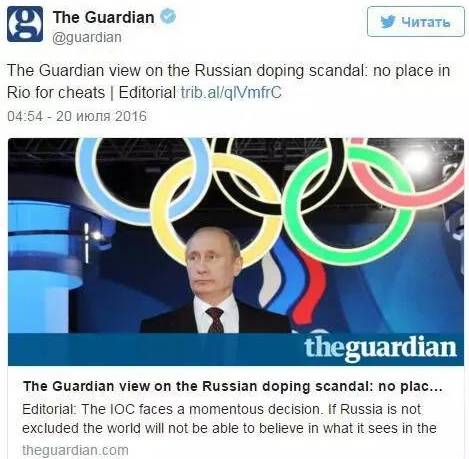 The Guardian
@guardian
Читать
The Guardian view on the Russian doping scandal: no place in
Rio for cheats | Editorial trib.al/qlVmfrC
04:54 - 20 июля 2016
theguardian
The Guardian view on the Russian doping scandal: no plac...
Editorial: The IOC faces a momentous decision. If Russia is not
excluded the world will not be able to believe in what it sees in the
theguardian.com